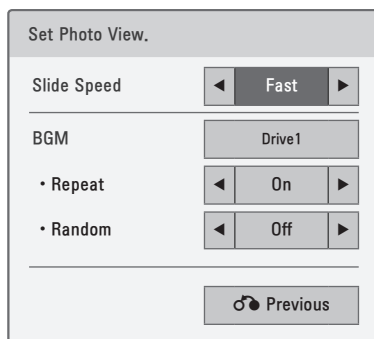 Set Photo View.
Slide Speed ◀ Fast ▶
BGM Drive1
• Repeat ◀ On ▶
• Random ◀ Off ▶
Previous